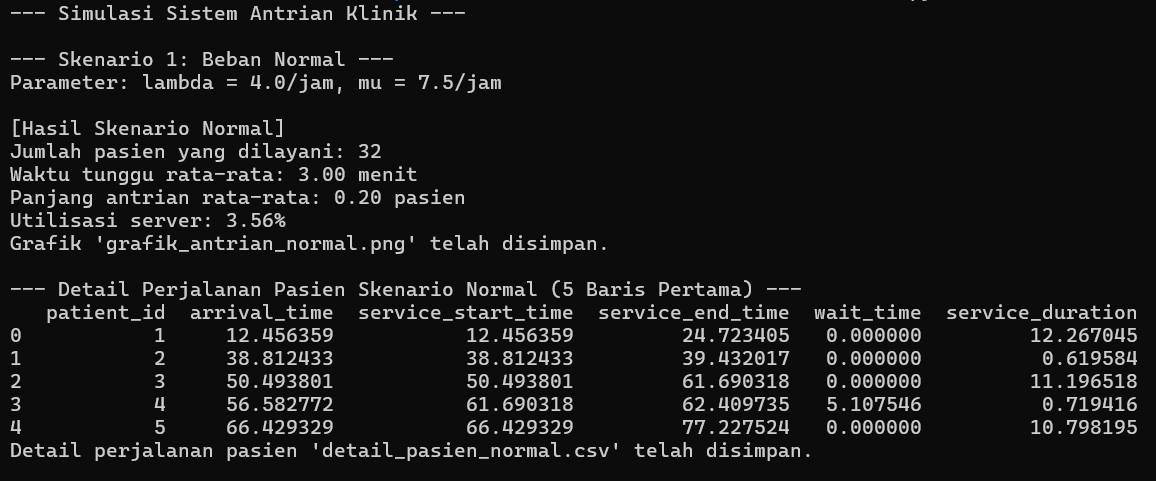 --- Simulasi Sistem Antrian Klinik ---
--- Skenario 1: Beban Normal ---
Parameter: lambda = 4.0/jam, mu = 7.5/jam
[Hasil Skenario Normal]
Jumlah pasien yang dilayani: 32
Waktu tunggu rata-rata: 3.00 menit
Panjang antrian rata-rata: 0.20 pasien
Utilisasi server: 3.56%
Grafik 'grafik_antrian_normal.png' telah disimpan.
--- Detail Perjalanan Pasien Skenario Normal (5 Baris Pertama) ---
patient_id arrival_time service_start_time service_end_time wait_time service_duration
0 1 12.456359 12.456359 24.723405 0.000000 12.267045
1 2 38.812433 38.812433 39.432017 0.000000 0.619584
2 3 50.493801 50.493801 61.690318 0.000000 11.196518
3 4 56.582772 61.690318 62.409735 5.107546 0.719416
4 5 66.429329 66.429329 77.227524 0.000000 10.798195
Detail perjalanan pasien 'detail_pasien_normal.csv' telah disimpan.